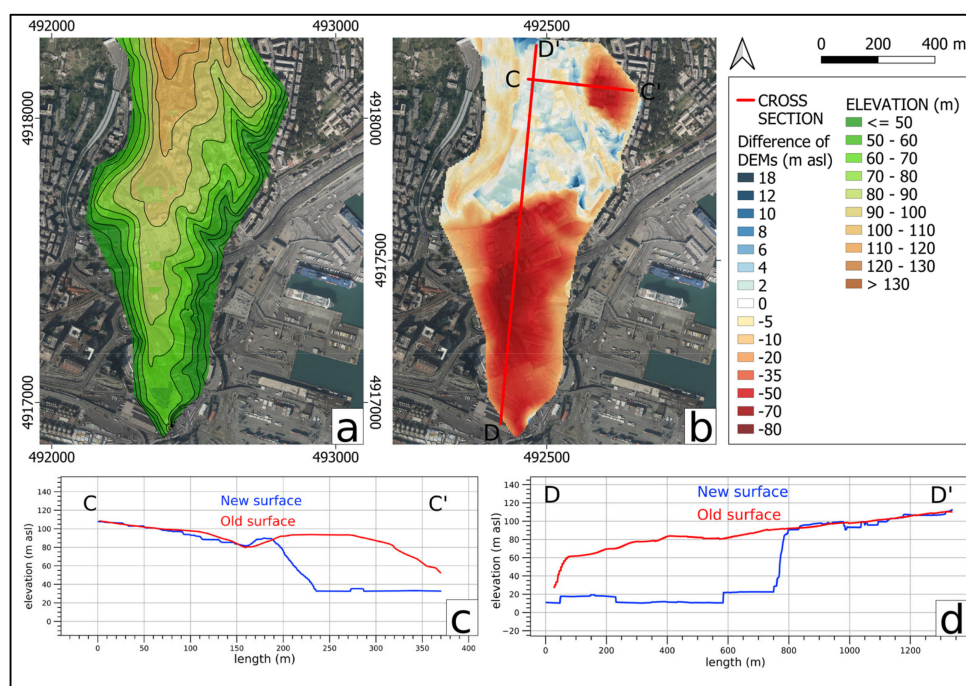 492000
493000
492500
0 200 400 m
4918000
4917500
4917000
a
492000
493000
D'
C
C'
D
b
4918000
4917500
4917000
492500
CROSS
SECTION
Difference of
DEMs (m asl)
18
12
10
8
6
4
2
0
-5
-10
-20
-35
-50
-70
-80
ELEVATION (m)
<= 50
50 - 60
60 - 70
70 - 80
80 - 90
90 - 100
100 - 110
110 - 120
120 - 130
> 130
C
C'
New surface
Old surface
elevation (m asl)
140
120
100
80
60
40
20
0
0 50 100 150 200 250 300 350 400
length (m)
c
D
D'
New surface
Old surface
elevation (m asl)
140
120
100
80
60
40
20
0
−20
0 200 400 600 800 1000 1200
length (m)
d